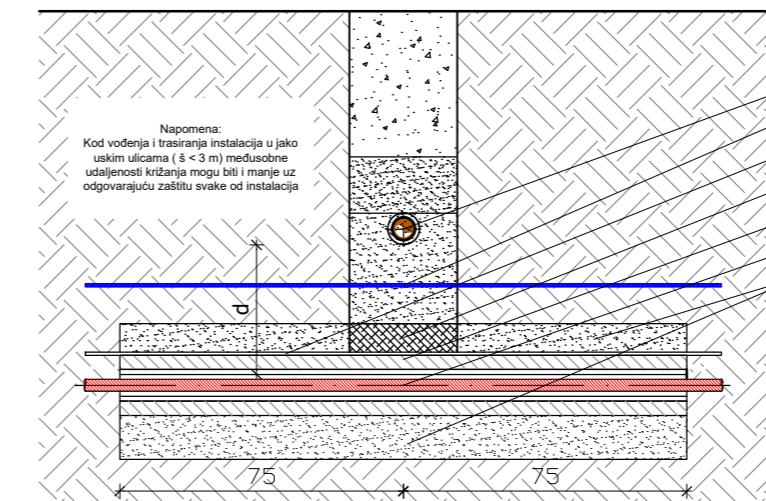 Napomena:
Kod vođenja i trasiranja instalacija u jako
uskim ulicama ( š < 3 m) međusobne
udaljenosti križanja mogu biti i manje uz
odgovarajuću zaštitu svake od instalacija
d
75 75